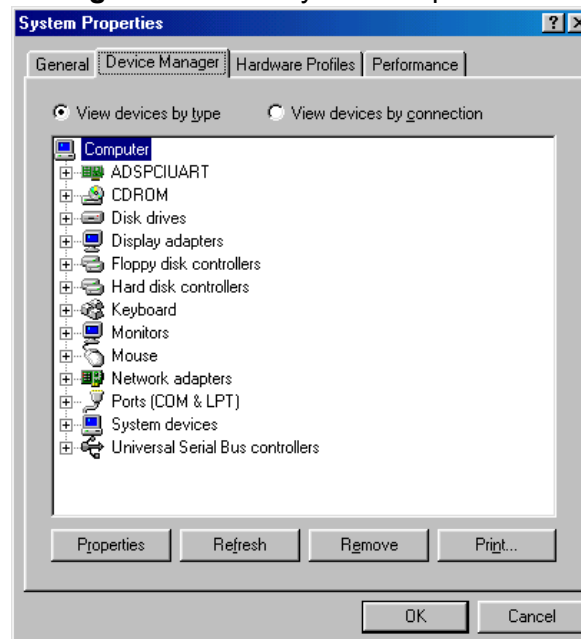 System Properties
General Device Manager Hardware Profiles Performance
View devices by type View devices by connection
Computer
ADSPCIUART
CDROM
Disk drives
Display adapters
Floppy disk controllers
Hard disk controllers
Keyboard
Monitors
Mouse
Network adapters
Ports (COM & LPT)
System devices
Universal Serial Bus controllers
Properties Refresh Remove Print...
OK Cancel